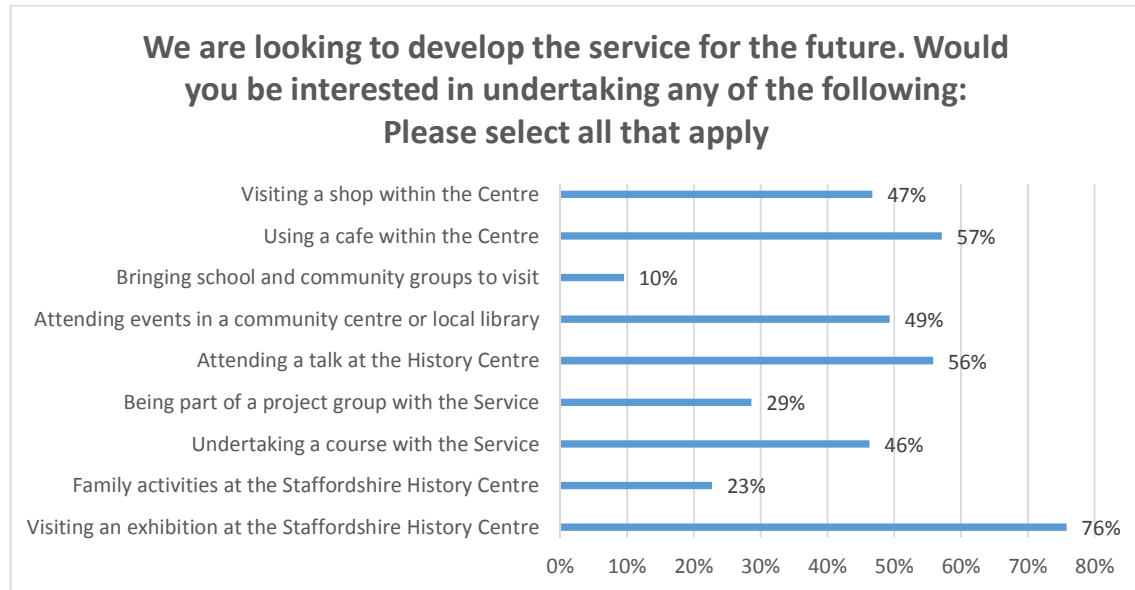 We are looking to develop the service for the future. Would
you be interested in undertaking any of the following:
Please select all that apply
Visiting a shop within the Centre 47%
Using a cafe within the Centre 57%
Bringing school and community groups to visit 10%
Attending events in a community centre or local library 49%
Attending a talk at the History Centre 56%
Being part of a project group with the Service 29%
Undertaking a course with the Service 46%
Family activities at the Staffordshire History Centre 23%
Visiting an exhibition at the Staffordshire History Centre 76%
0% 10% 20% 30% 40% 50% 60% 70% 80%